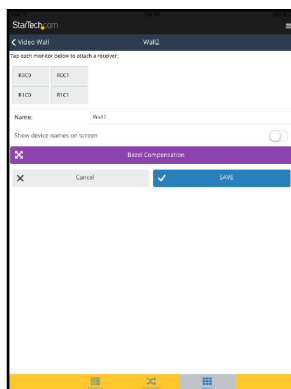 StarTech.com
Video Wall
Wall2
Tap each monitor below to attach a receiver:
R0C0
R0C1
R1C0
R1C1
Name:
Wall2
Show device names on screen
Bezel Compensation
Cancel
SAVE